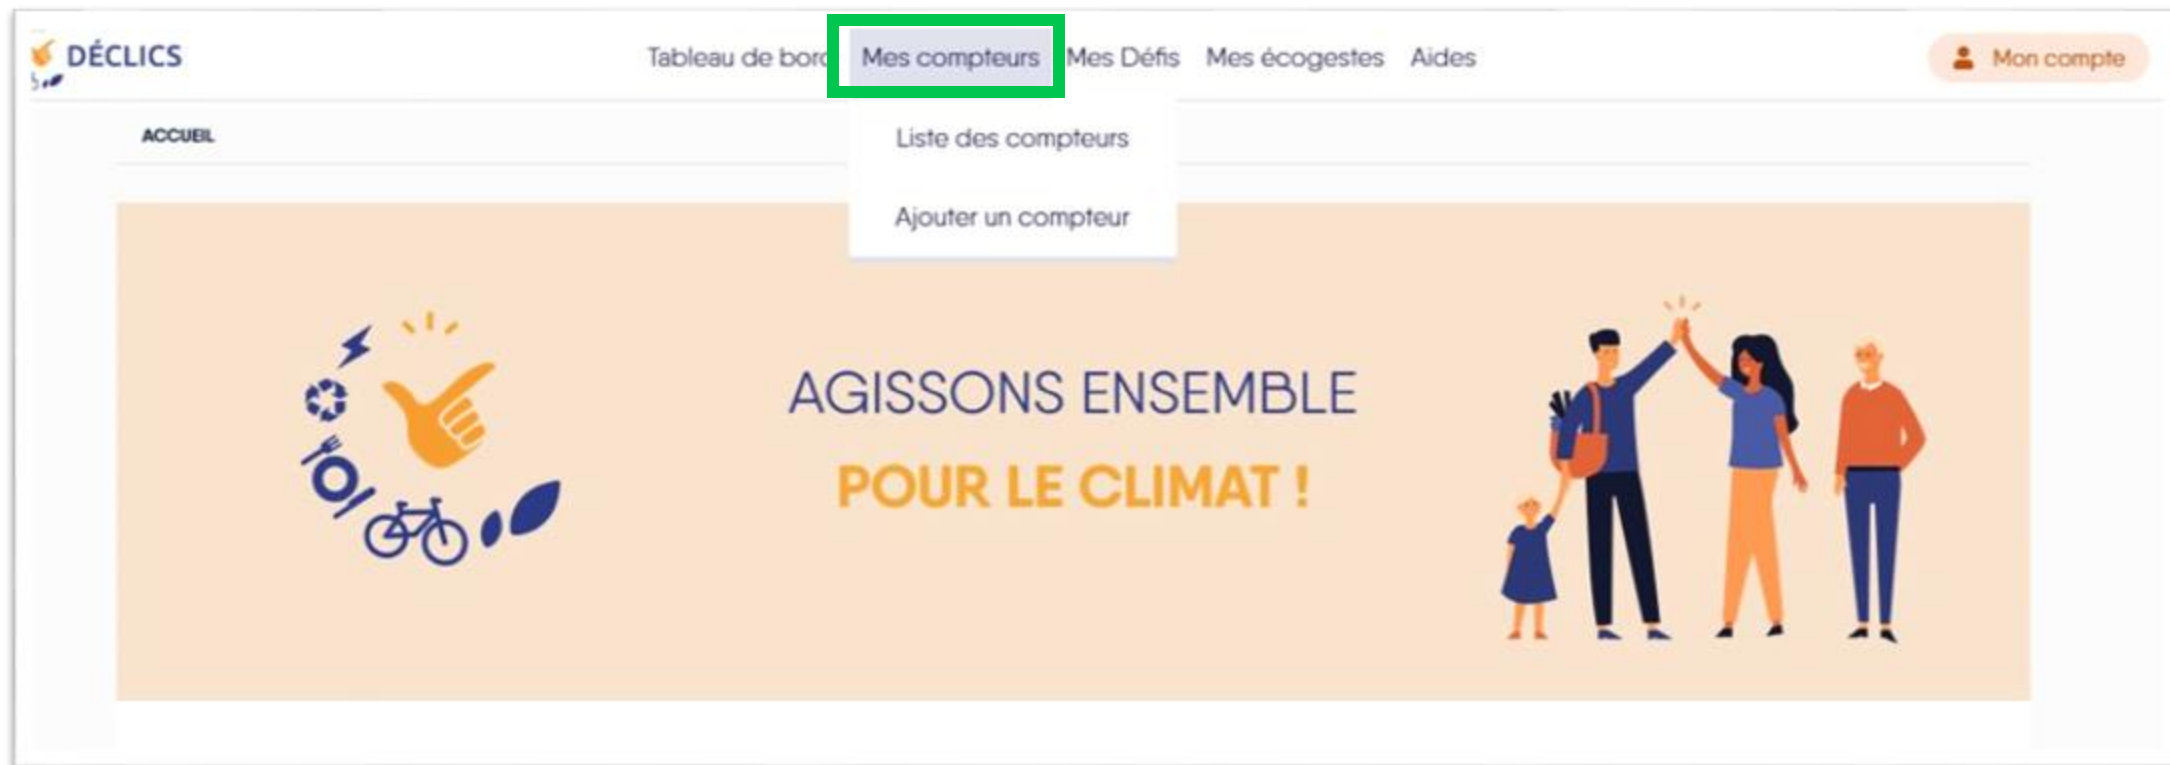 DÉCLICS
Tableau de bord Mes compteurs Mes Défis Mes écogestes Aides
Mon compte
ACCUEIL
Liste des compteurs
Ajouter un compteur
AGISSONS ENSEMBLE
POUR LE CLIMAT !